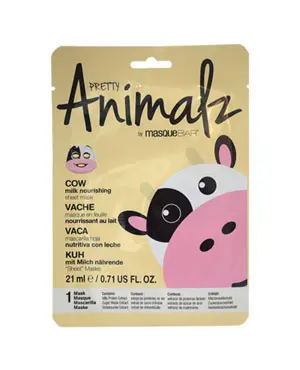 PRETTY
Animalz
by masqueBAR
COW
milk nourishing
sheet mask
VACHE
masque en feuille
nourrissant au lait
VACA
mascarilla hoja
nutritiva con leche
KUH
mit Milch nährende
"Sheet" Maske
21 ml ℮ / 0.71 US FL. OZ.
1 Mask
Masque
Mascarilla
Maske